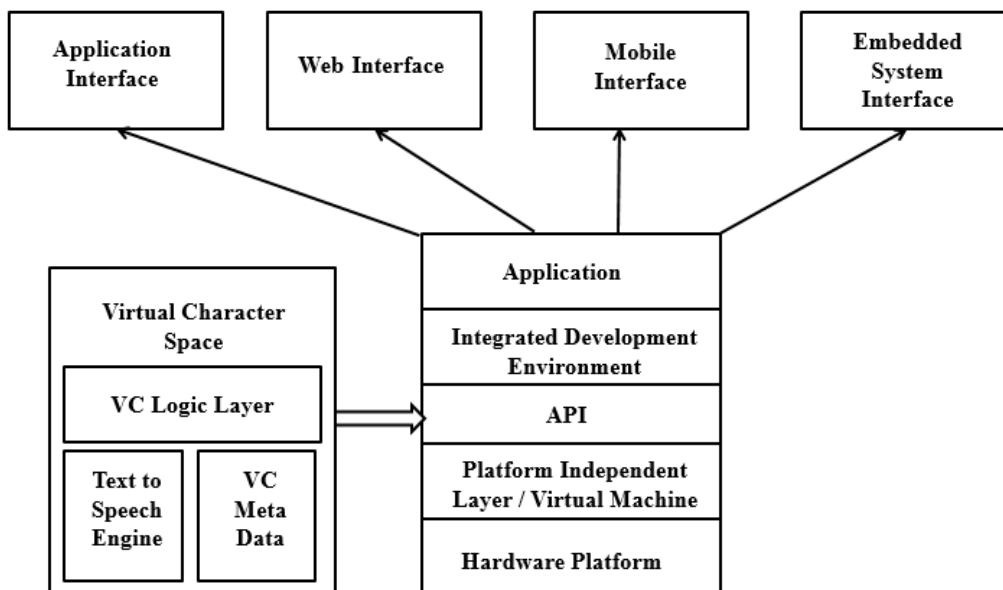 Application
Interface
Web Interface
Mobile
Interface
Embedded
System
Interface
Application
Integrated Development
Environment
API
Platform Independent
Layer / Virtual Machine
Hardware Platform
Virtual Character
Space
VC Logic Layer
Text to
Speech
Engine
VC
Meta
Data